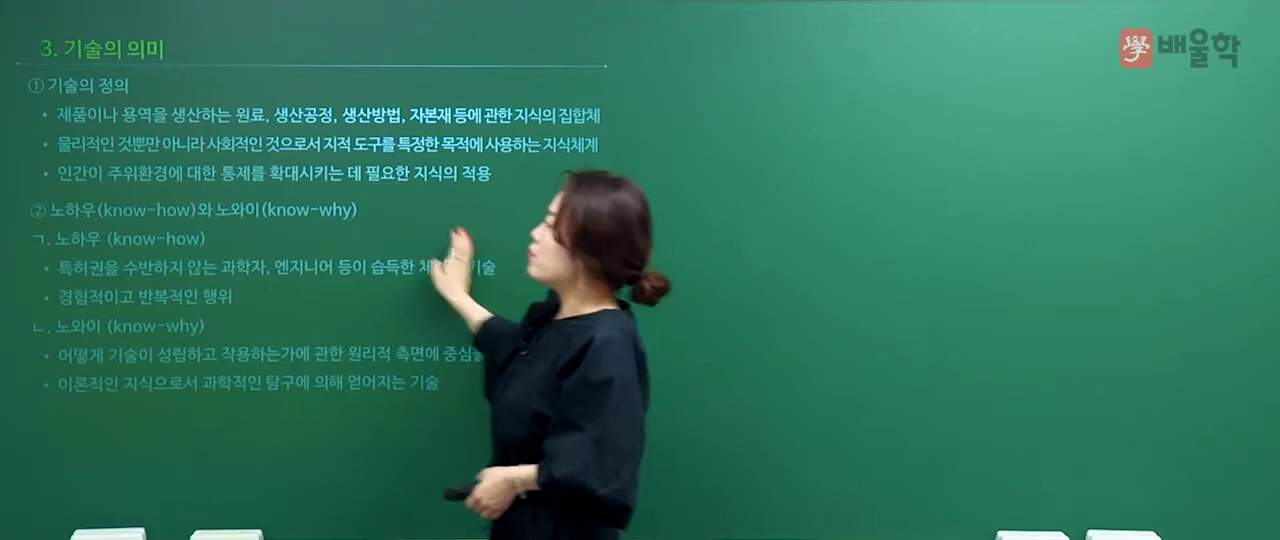 3. 기술의 의미
學 배울학
① 기술의 정의
• 제품이나 용역을 생산하는 원료, 생산공정, 생산방법, 자본재 등에 관한 지식의 집합체
• 물리적인 것뿐만 아니라 사회적인 것으로서 지적 도구를 특정한 목적에 사용하는 지식체계
• 인간이 주위환경에 대한 통제를 확대시키는 데 필요한 지식의 적용
② 노하우(know-how)와 노와이(know-why)
ㄱ. 노하우 (know-how)
• 특허권을 수반하지 않는 과학자, 엔지니어 등이 습득한 기술
• 경험적이고 반복적인 행위
ㄴ. 노와이 (know-why)
• 어떻게 기술이 성립하고 작용하는가에 관한 원리적 측면에
• 이론적인 지식으로서 과학적인 탐구에 의해 얻어지는 기술